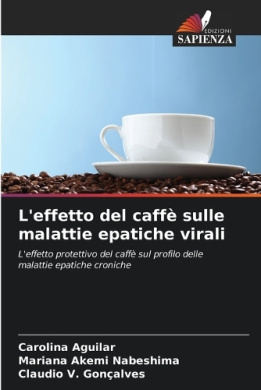 EDIZIONI
SAPIENZA
L'effetto del caffè sulle
malattie epatiche virali
L'effetto protettivo del caffè sul profilo delle
malattie epatiche croniche
Carolina Aguilar
Mariana Akemi Nabeshima
Claudio V. Gonçalves